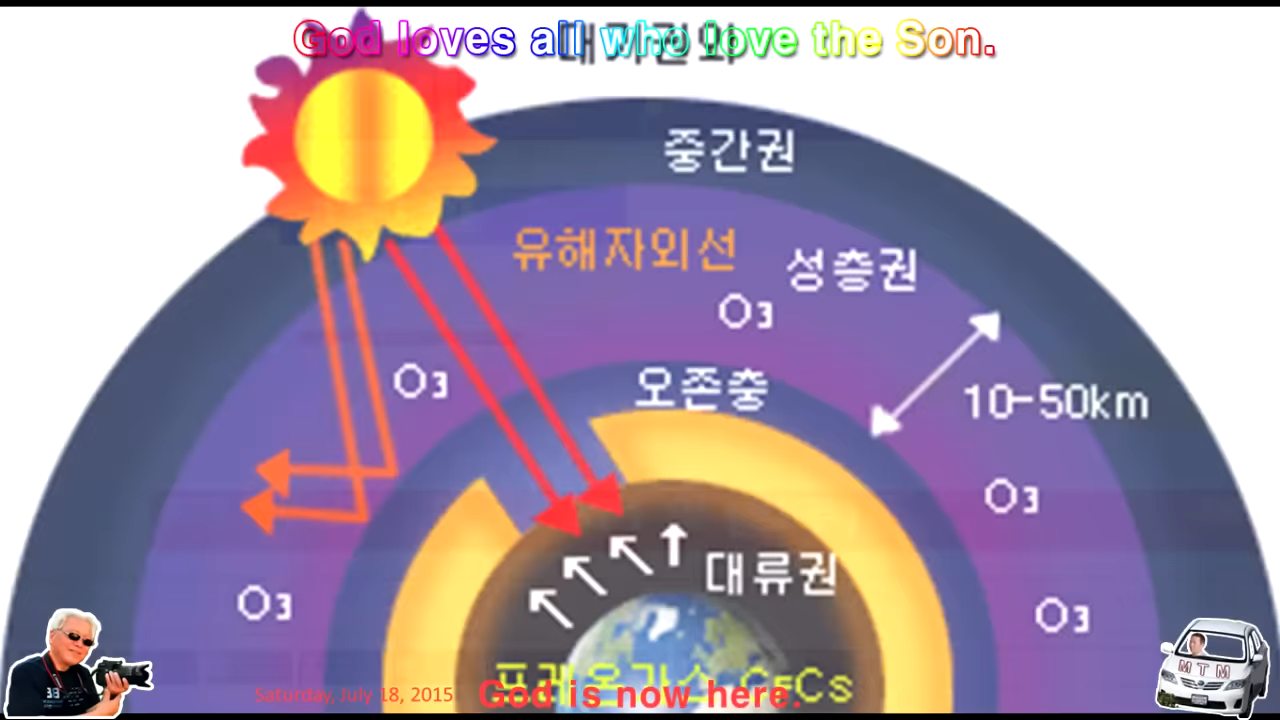 God loves all who love the Son.
중간권
유해자외선
성층권
O3
O3
오존충
10-50km
O3
대류권
O3
O3
Saturday, July 18, 2015
God is now here.
MTM